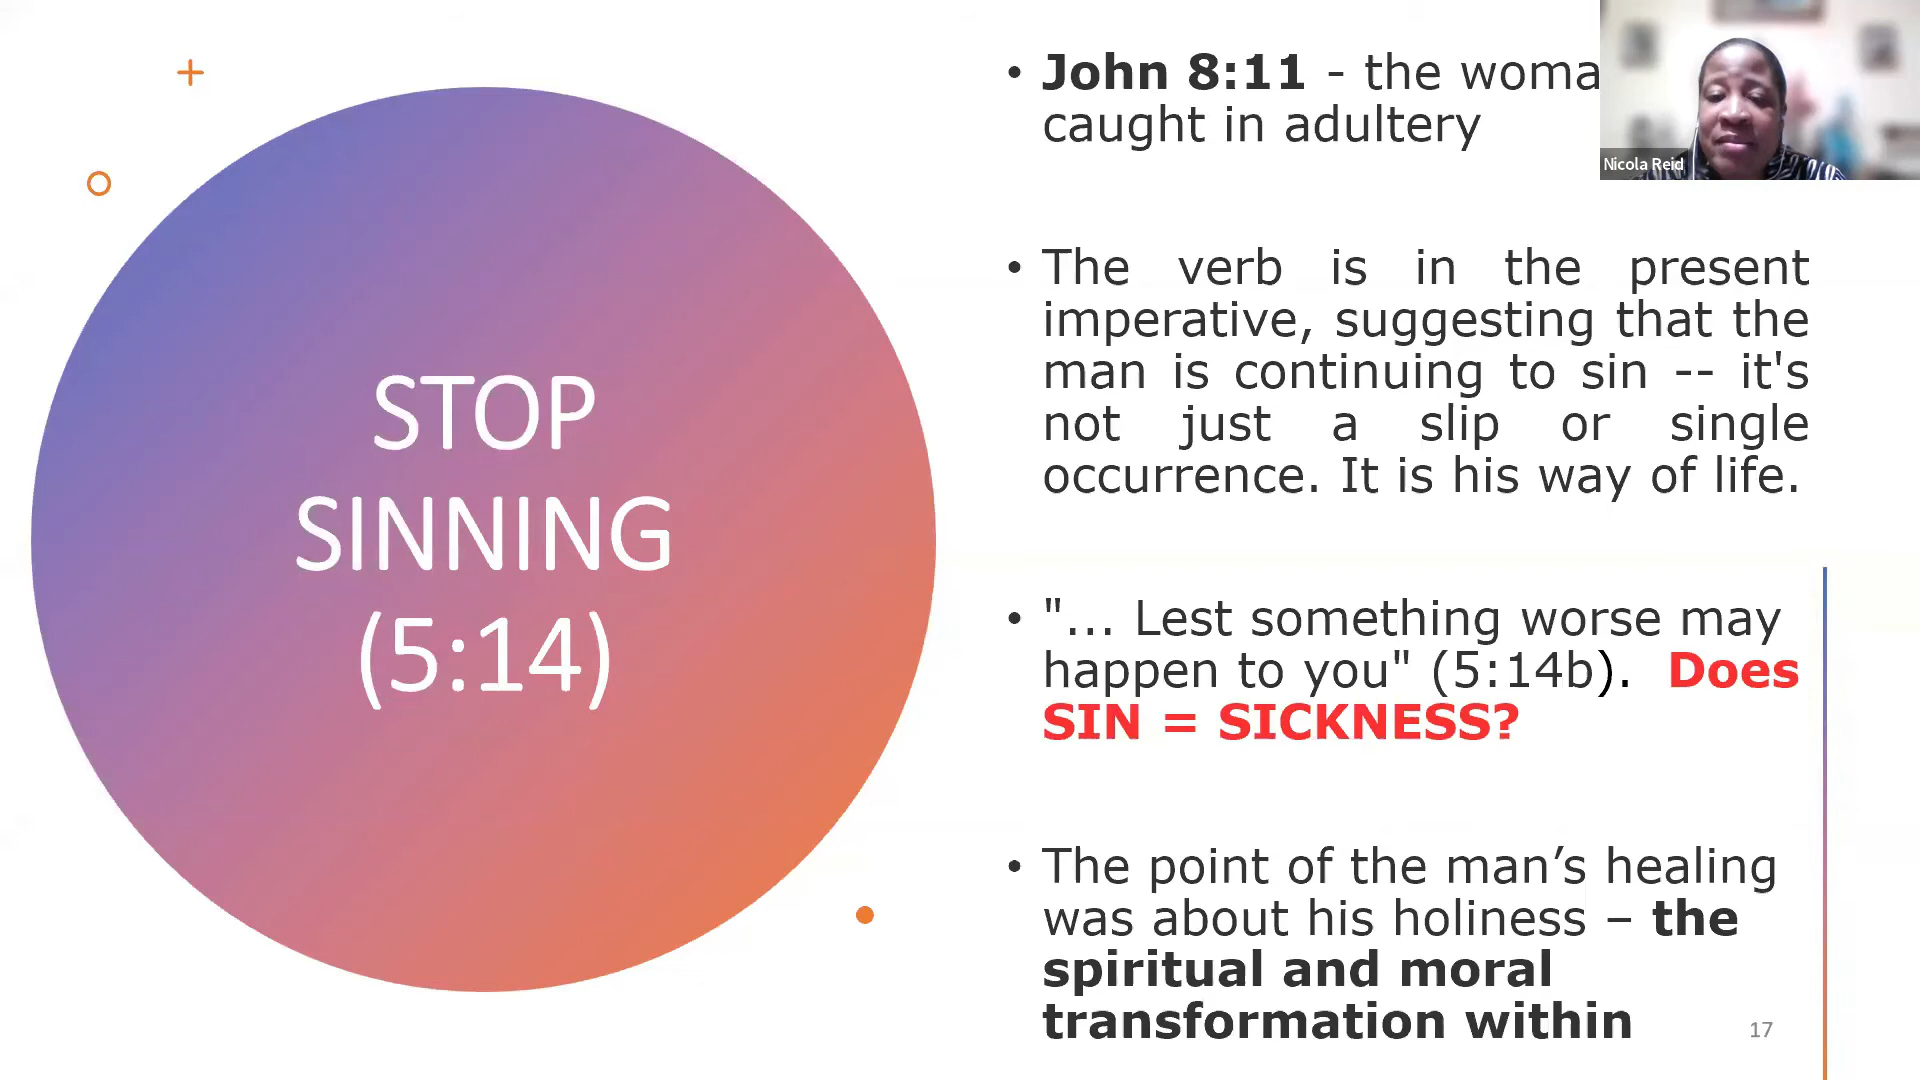 STOP
SINNING
(5:14)
• John 8:11 - the woma
caught in adultery
• The verb is in the present
imperative, suggesting that the
man is continuing to sin -- it's
not just a slip or single
occurrence. It is his way of life.
• "... Lest something worse may
happen to you" (5:14b). Does
SIN = SICKNESS?
• The point of the man’s healing
was about his holiness – the
spiritual and moral
transformation within
17
Nicola Reid